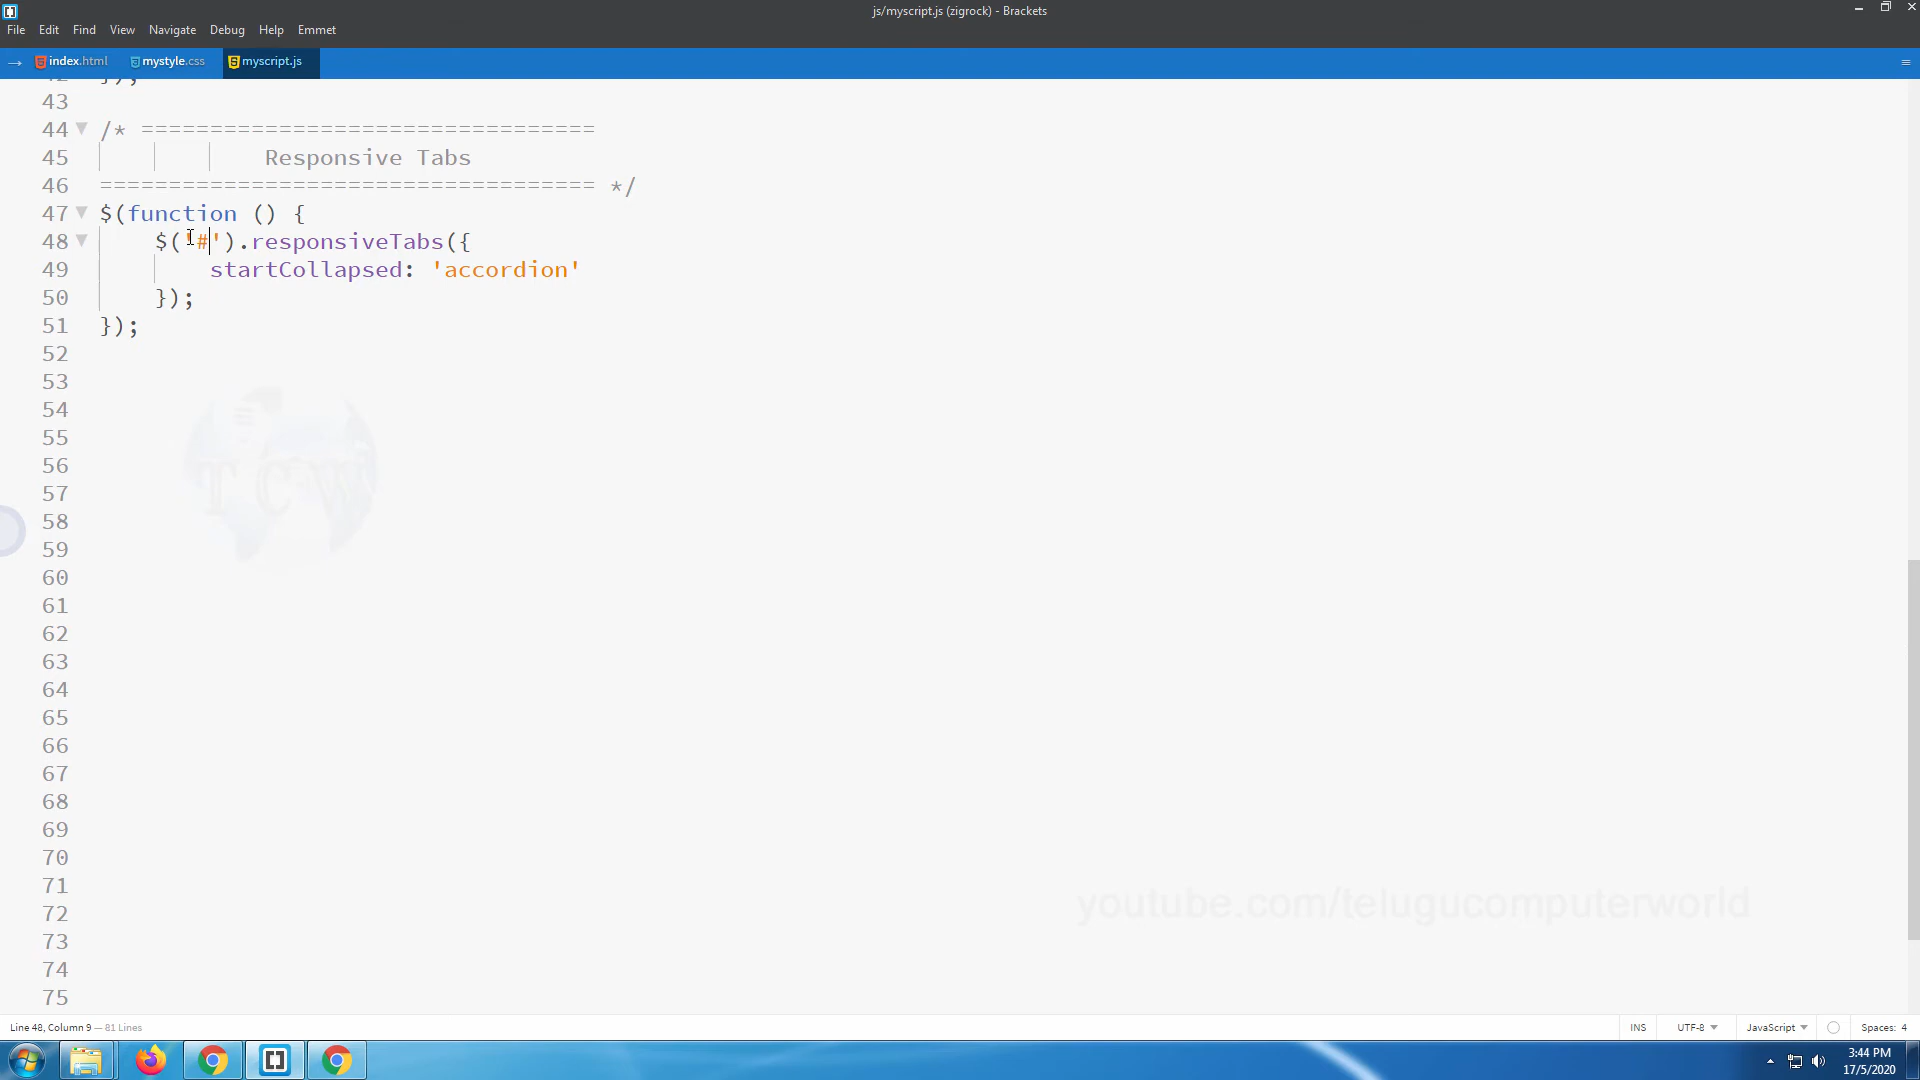 js/myscript.js (zigrock) - Brackets
File Edit Find View Navigate Debug Help Emmet
index.html mystyle.css myscript.js
42 });
43
44 /* =================================
45 Responsive Tabs
46 ==================================== */
47 $(function () {
48 $('#').responsiveTabs({
49 startCollapsed: 'accordion'
50 });
51 });
52
53
54
55
56
57
58
59
60
61
62
63
64
65
66
67
68
69
70
71
72
73
74
75
TCW
youtube.com/telugucomputerworld
Line 48, Column 9 — 81 Lines
INS UTF-8 JavaScript Spaces: 4
3:44 PM
17/5/2020